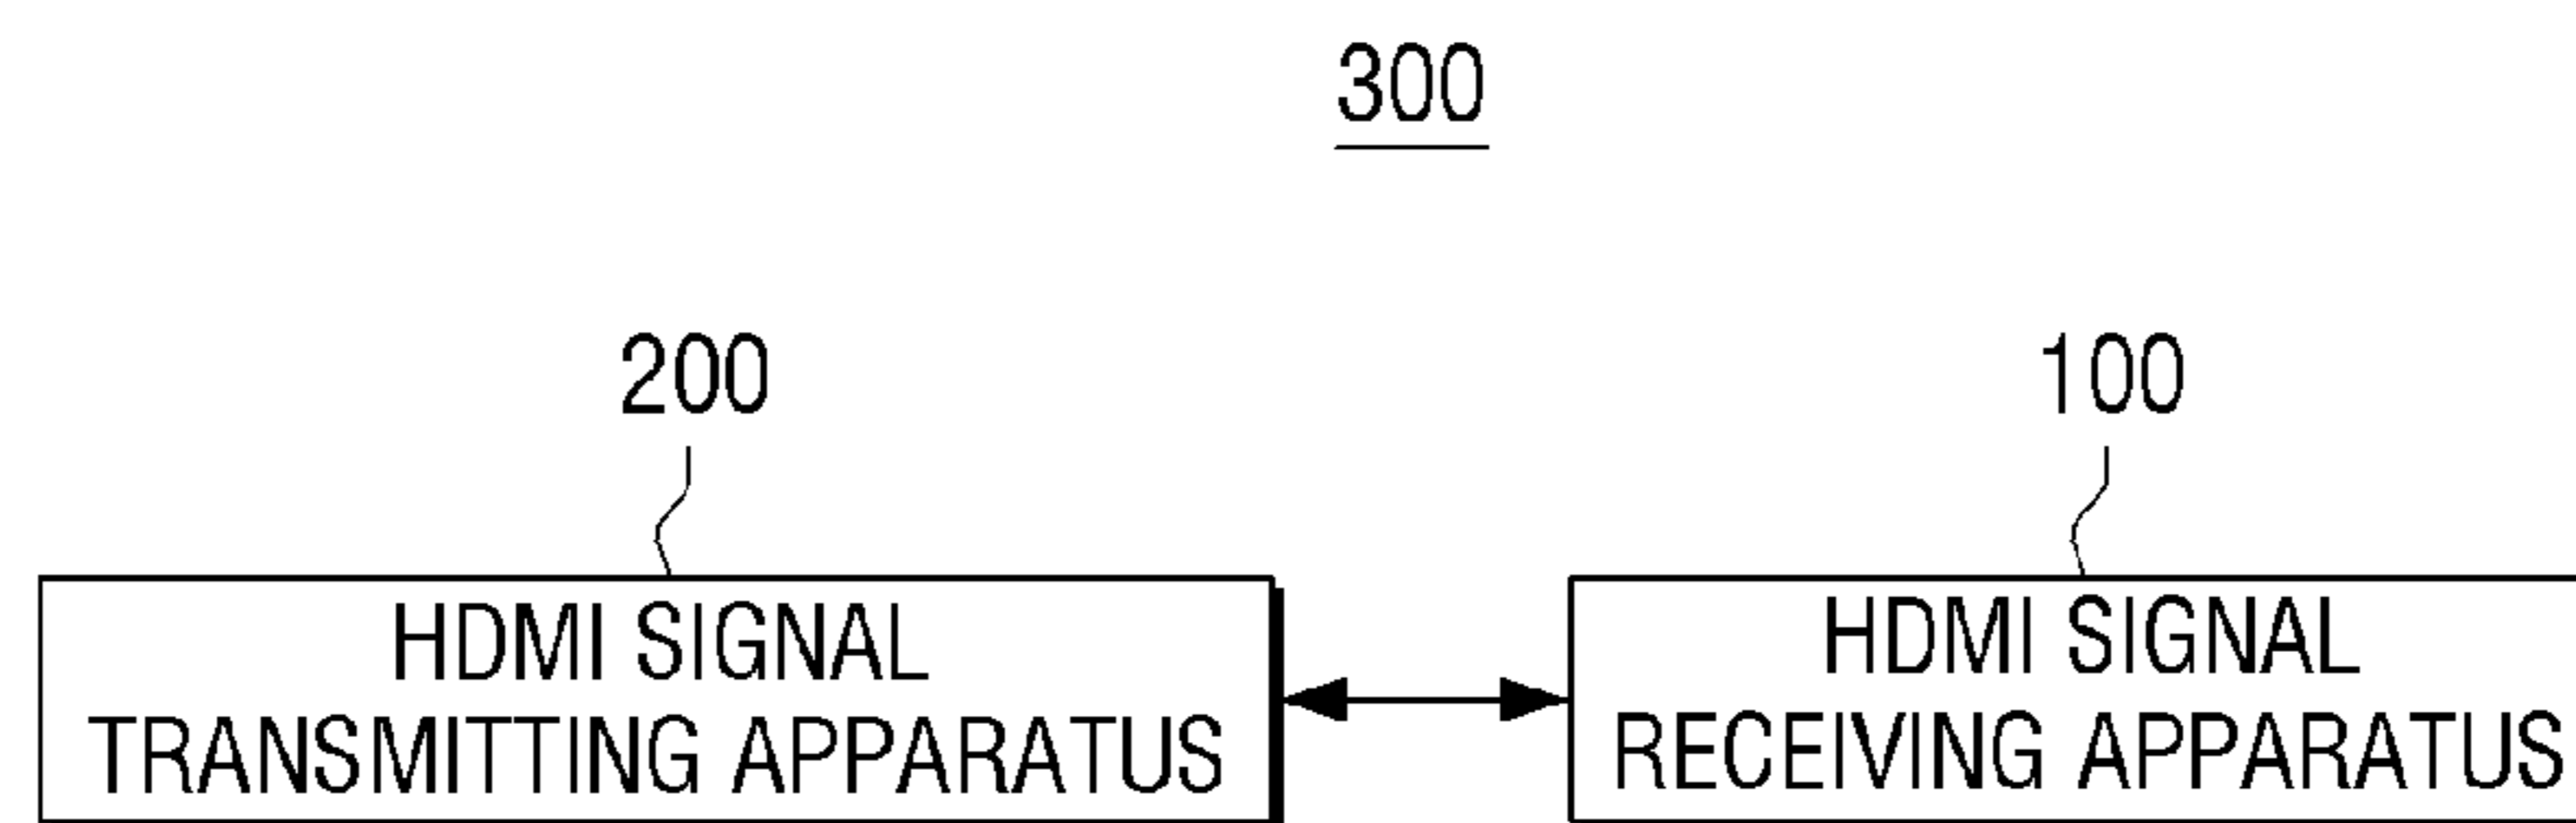 300
200
100
HDMI SIGNAL
TRANSMITTING APPARATUS
HDMI SIGNAL
RECEIVING APPARATUS